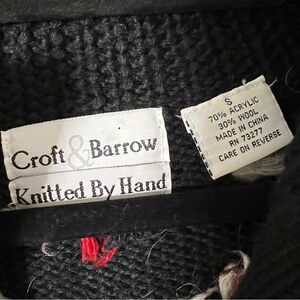 Croft & Barrow
Knitted By Hand
S
70% ACRYLIC
30% WOOL
MADE IN CHINA
RN 73277
CARE ON REVERSE